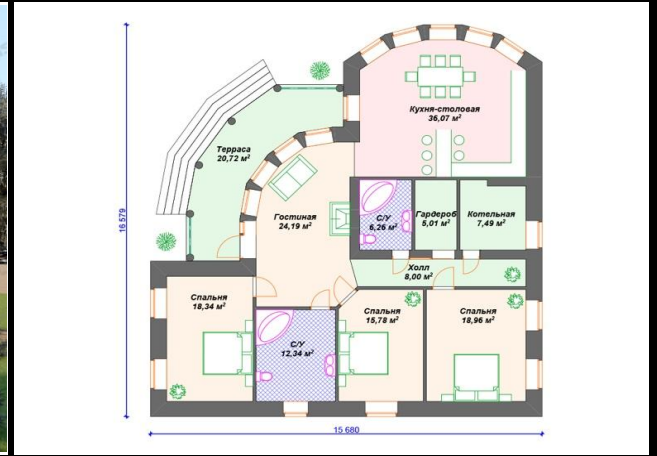 Кухня-столовая
36,07 м²
Терраса
20,72 м²
Гостиная
24,19 м²
С/У
6,26 м²
Гардероб
5,01 м²
Котельная
7,49 м²
Холл
8,00 м²
Спальня
18,34 м²
С/У
12,34 м²
Спальня
15,78 м²
Спальня
18,96 м²
16 579
15 680